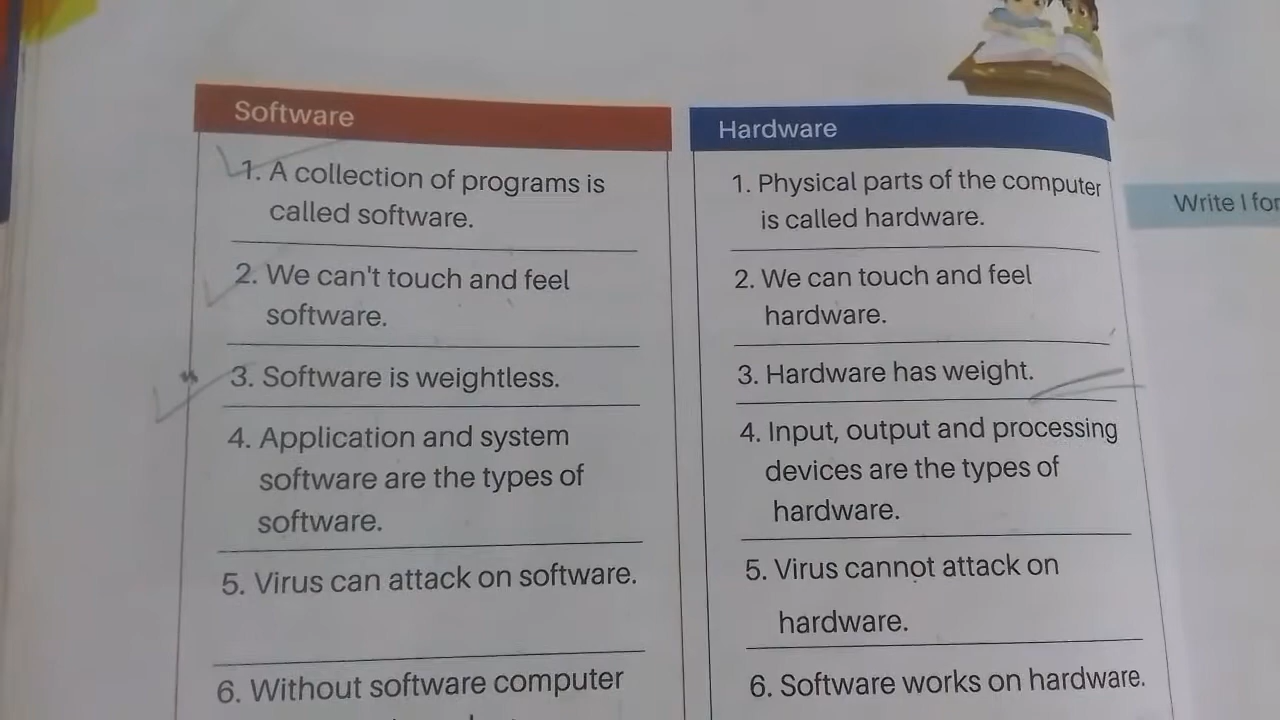 Software
1. A collection of programs is
called software.
2. We can't touch and feel
software.
3. Software is weightless.
4. Application and system
software are the types of
software.
5. Virus can attack on software.
6. Without software computer
Hardware
1. Physical parts of the computer
is called hardware.
2. We can touch and feel
hardware.
3. Hardware has weight.
4. Input, output and processing
devices are the types of
hardware.
5. Virus cannot attack on
hardware.
6. Software works on hardware.
Write I for